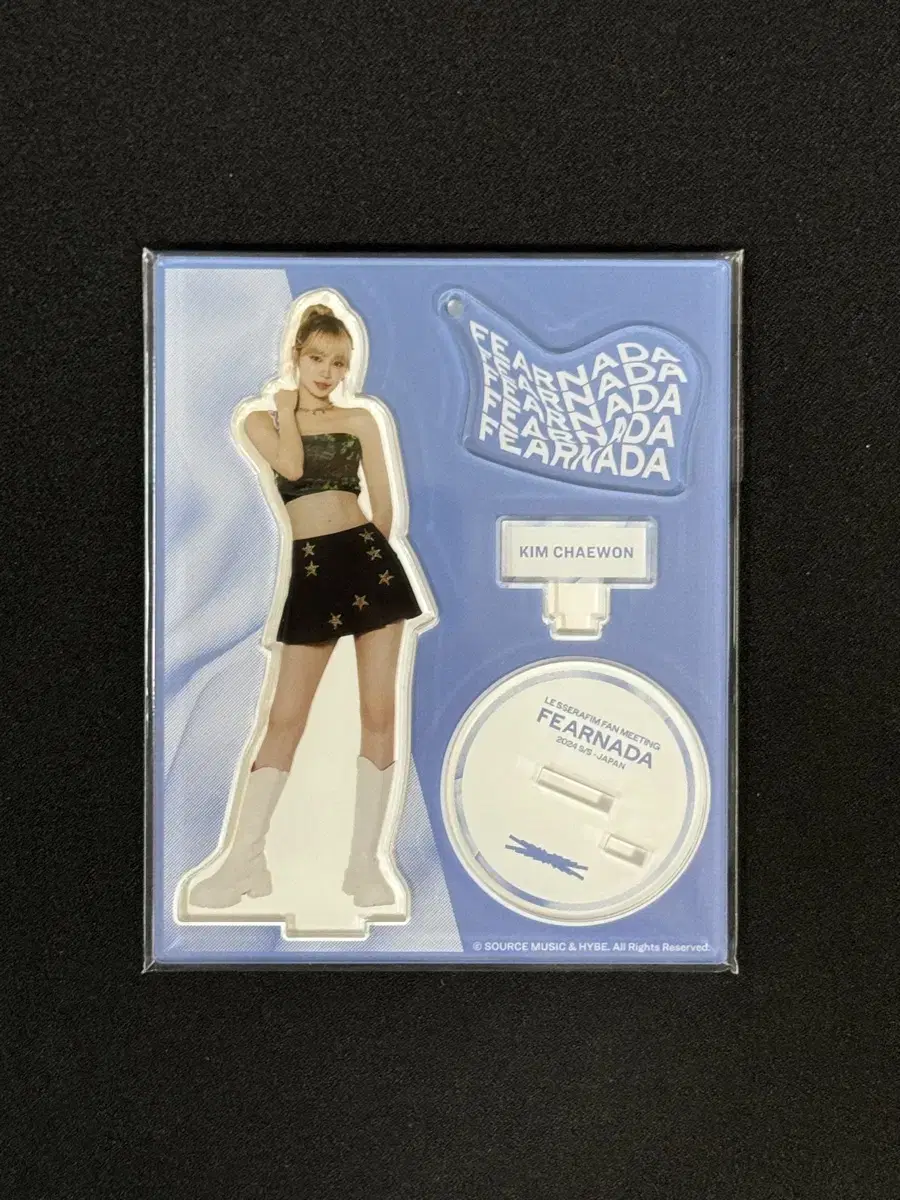 FEARNADA
FEARNADA
FEARNADA
FEARNADA
FEARNADA
KIM CHAEWON
LE SSERAFIM FAN MEETING
FEARNADA
2024 S/S -JAPAN
© SOURCE MUSIC & HYBE. All Rights Reserved.